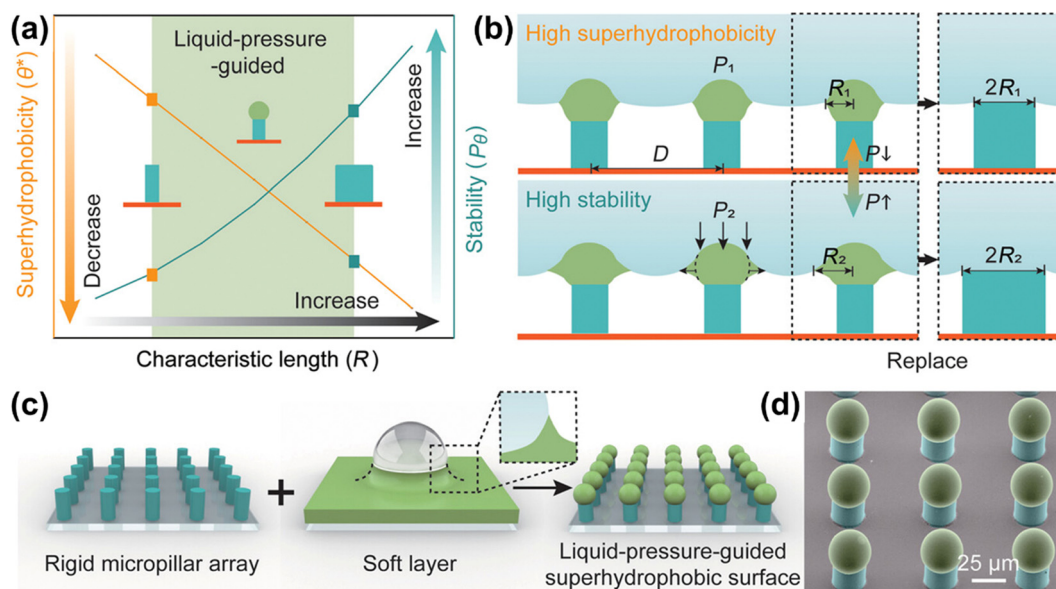 (a)
Superhydrophobicity (θ*)
Decrease
Liquid-pressure
-guided
Increase
Increase
Stability (Pθ)
Characteristic length (R)
(b)
High superhydrophobicity
P₁
R₁
2R₁
D
P↓
High stability
P↑
P₂
R₂
2R₂
Replace
(c)
Rigid micropillar array
Soft layer
Liquid-pressure-guided
superhydrophobic surface
+
(d)
25 μm